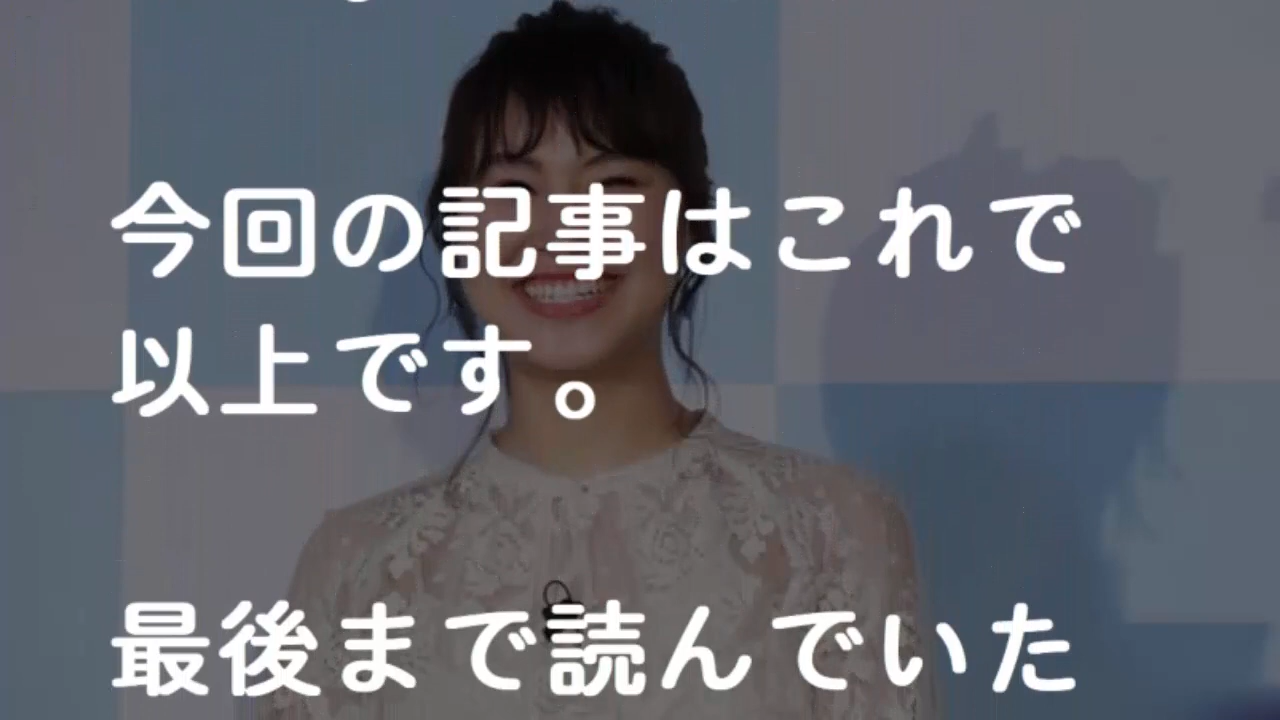 今回の記事はこれで
以上です。
最後まで読んでいた